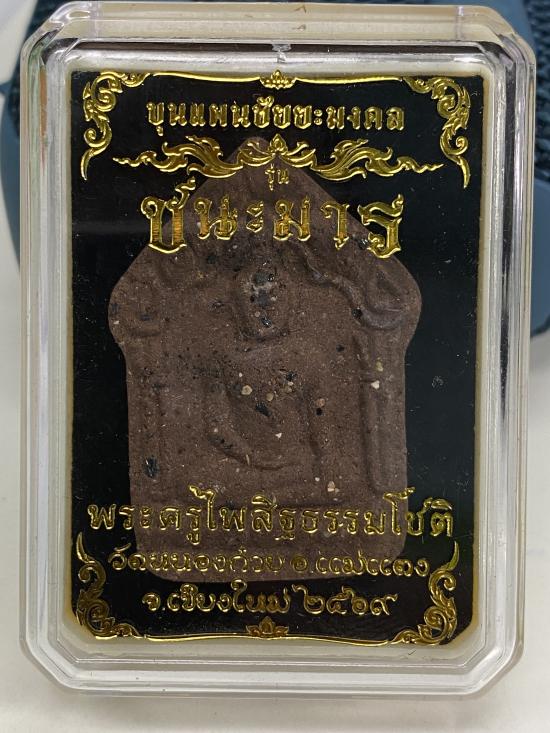 ขุนแผนชัยยะมงคล
รุ่น
ชันะมาร
พระครูไพสิฐธรรมโชติ
วัดหนองก๋วย อ.แม่แตง
จ.เชียงใหม่ ๒๕๖๙